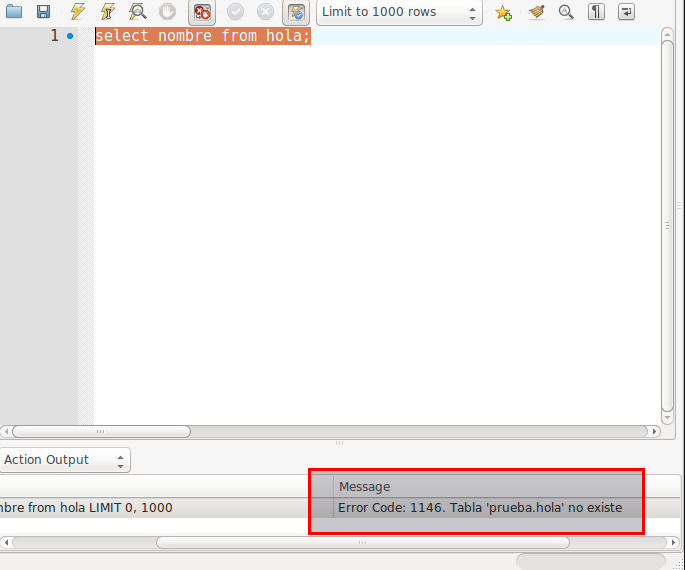 Limit to 1000 rows
1 select nombre from hola;
Action Output
Message
nbre from hola LIMIT 0, 1000 Error Code: 1146. Tabla 'prueba.hola' no existe